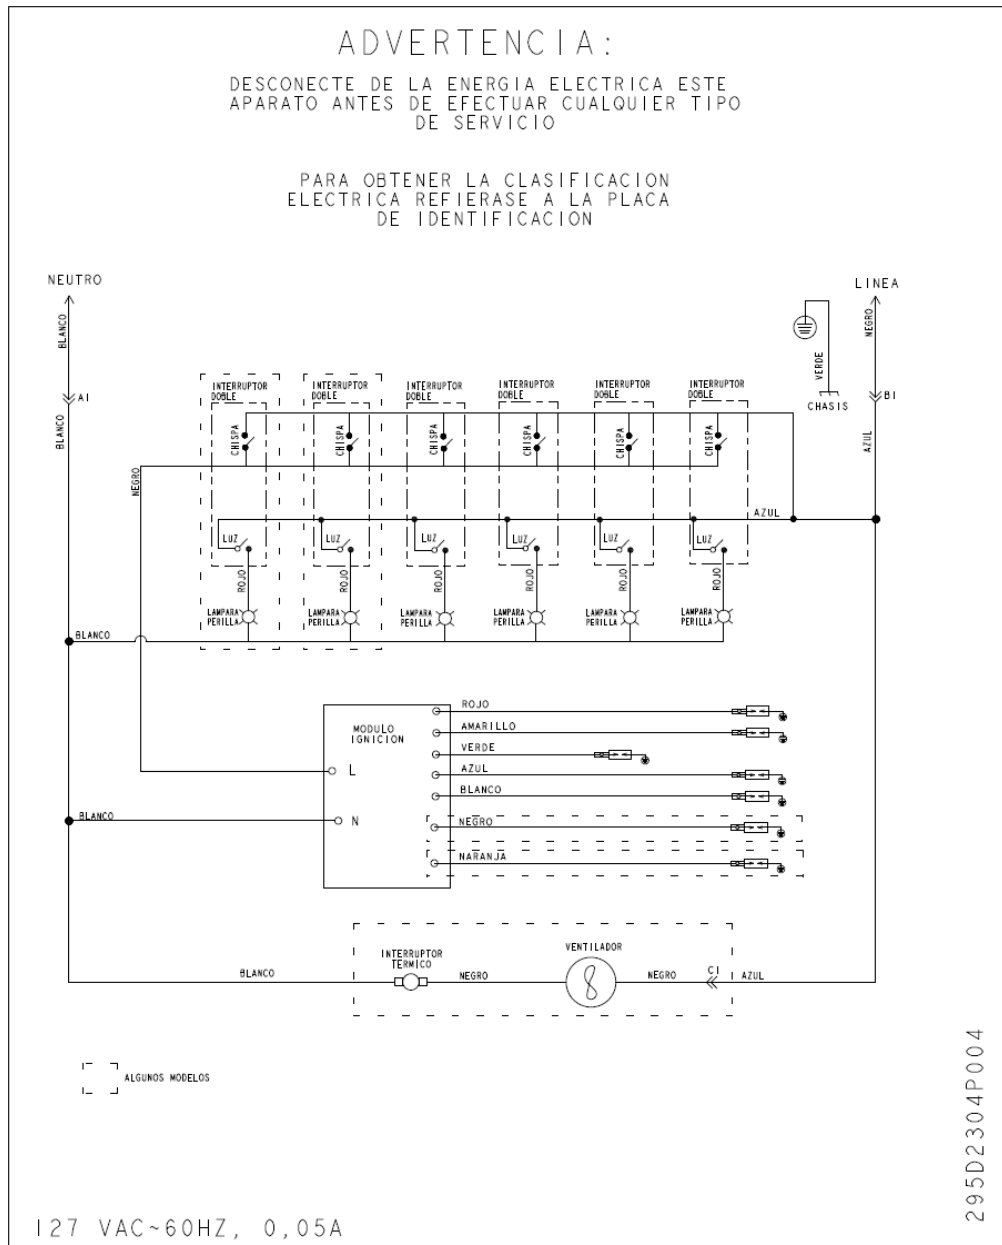 ADVERTENCIA:
DESCONECTE DE LA ENERGIA ELECTRICA ESTE
APARATO ANTES DE EFECTUAR CUALQUIER TIPO
DE SERVICIO
PARA OBTENER LA CLASIFICACION
ELECTRICA REFIERASE A LA PLACA
DE IDENTIFICACION
NEUTRO
LINEA
BLANCO
NEGRO
VERDE
A1
CHASIS
B1
BLANCO
AZUL
INTERRUPTOR
DOBLE
INTERRUPTOR
DOBLE
INTERRUPTOR
DOBLE
INTERRUPTOR
DOBLE
INTERRUPTOR
DOBLE
INTERRUPTOR
DOBLE
CHISPA
CHISPA
CHISPA
CHISPA
CHISPA
CHISPA
NEGRO
AZUL
LUZ
LUZ
LUZ
LUZ
LUZ
LUZ
ROJO
ROJO
ROJO
ROJO
ROJO
ROJO
LAMPARA
PERILLA
LAMPARA
PERILLA
LAMPARA
PERILLA
LAMPARA
PERILLA
LAMPARA
PERILLA
LAMPARA
PERILLA
BLANCO
MODULO
IGNICION
L
N
ROJO
AMARILLO
VERDE
AZUL
BLANCO
NEGRO
NARANJA
BLANCO
BLANCO
INTERRUPTOR
TERMICO
NEGRO
VENTILADOR
NEGRO
C1
AZUL
ALGUNOS MODELOS
295D2304P004
127 VAC~60HZ, 0,05A